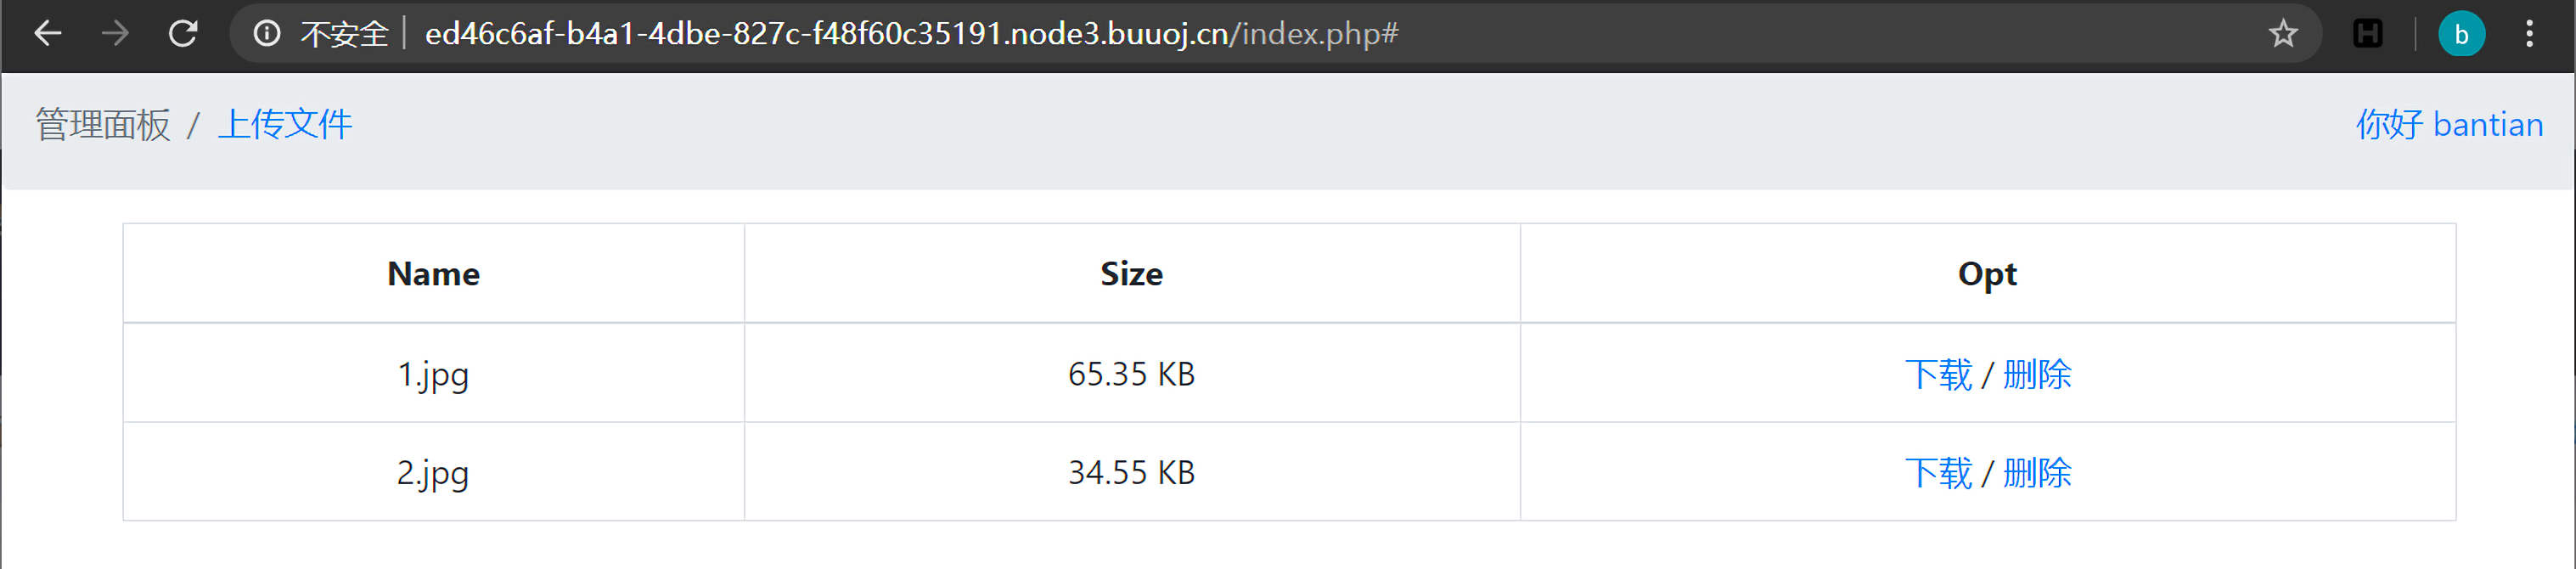 不安全 ed46c6af-b4a1-4dbe-827c-f48f60c35191.node3.buuoj.cn/index.php# b
管理面板 / 上传文件 你好 bantian
Name Size Opt
1.jpg 65.35 KB 下载 / 删除
2.jpg 34.55 KB 下载 / 删除